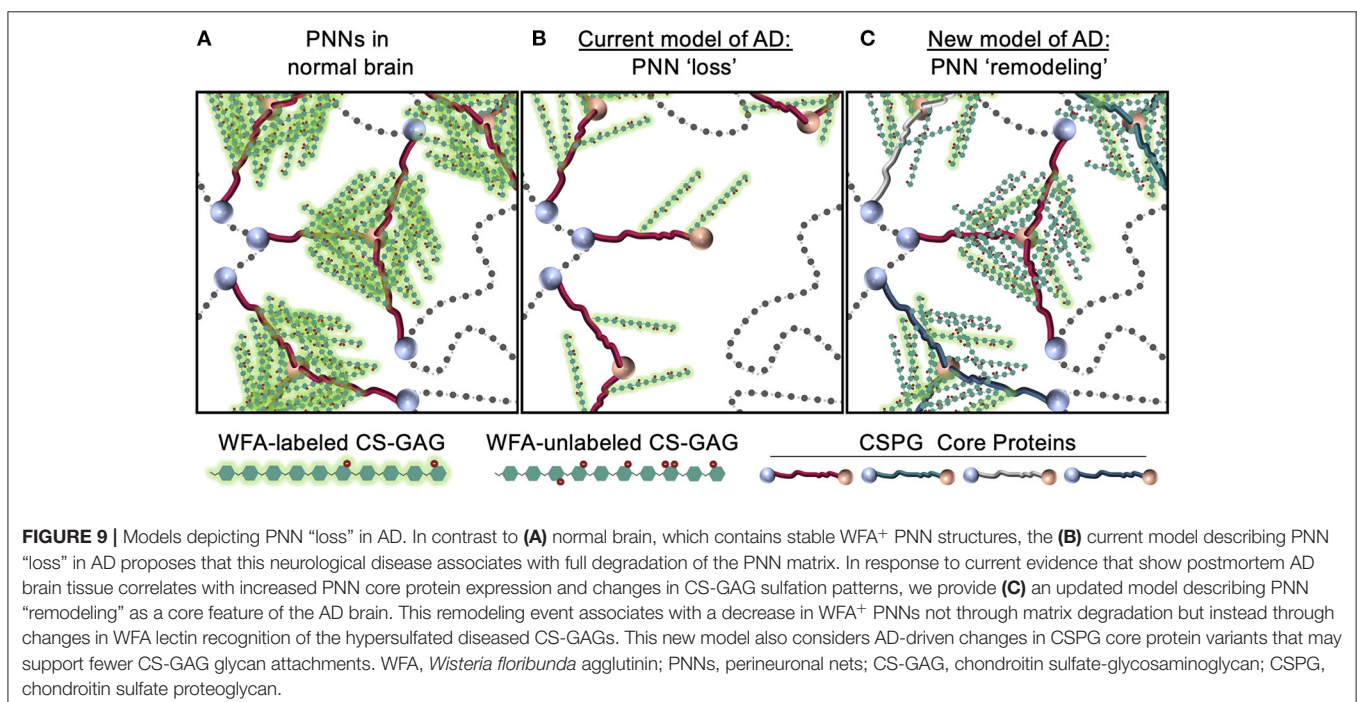 A
PNNs in
normal brain
B
Current model of AD:
PNN ‘loss’
C
New model of AD:
PNN ‘remodeling’
WFA-labeled CS-GAG
WFA-unlabeled CS-GAG
CSPG Core Proteins
FIGURE 9 | Models depicting PNN “loss” in AD. In contrast to (A) normal brain, which contains stable WFA⁺ PNN structures, the (B) current model describing PNN
“loss” in AD proposes that this neurological disease associates with full degradation of the PNN matrix. In response to current evidence that show postmortem AD
brain tissue correlates with increased PNN core protein expression and changes in CS-GAG sulfation patterns, we provide (C) an updated model describing PNN
“remodeling” as a core feature of the AD brain. This remodeling event associates with a decrease in WFA⁺ PNNs not through matrix degradation but instead through
changes in WFA lectin recognition of the hypersulfated diseased CS-GAGs. This new model also considers AD-driven changes in CSPG core protein variants that may
support fewer CS-GAG glycan attachments. WFA, Wisteria floribunda agglutinin; PNNs, perineuronal nets; CS-GAG, chondroitin sulfate-glycosaminoglycan; CSPG,
chondroitin sulfate proteoglycan.